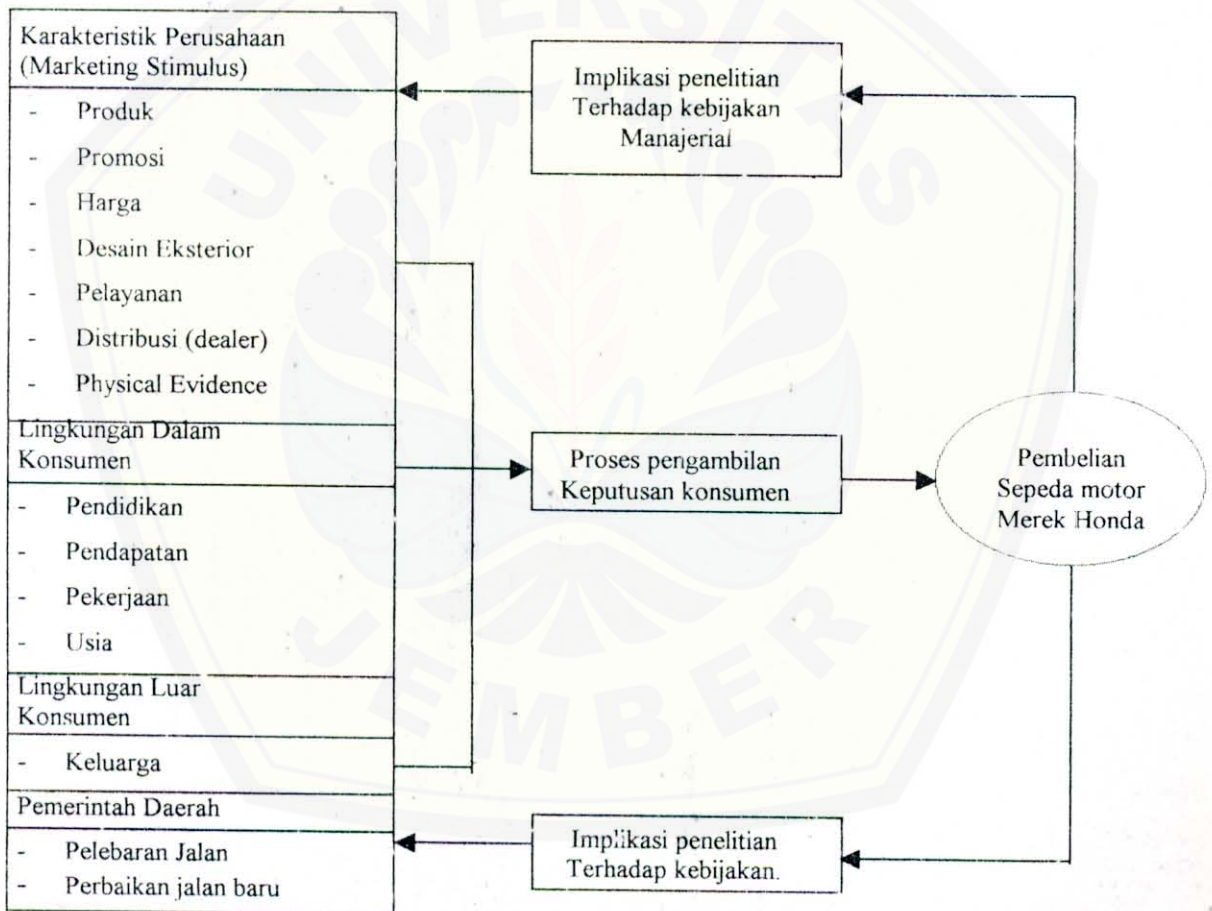 Karakteristik Perusahaan
(Marketing Stimulus)
- Produk
- Promosi
- Harga
- Desain Eksterior
- Pelayanan
- Distribusi (dealer)
- Physical Evidence
Lingkungan Dalam
Konsumen
- Pendidikan
- Pendapatan
- Pekerjaan
- Usia
Lingkungan Luar
Konsumen
- Keluarga
Pemerintah Daerah
- Pelebaran Jalan
- Perbaikan jalan baru
Implikasi penelitian
Terhadap kebijakan
Manajerial
Proses pengambilan
Keputusan konsumen
Pembelian
Sepeda motor
Merek Honda
Implikasi penelitian
Terhadap kebijakan.
UNIVERSITAS
JEMBER